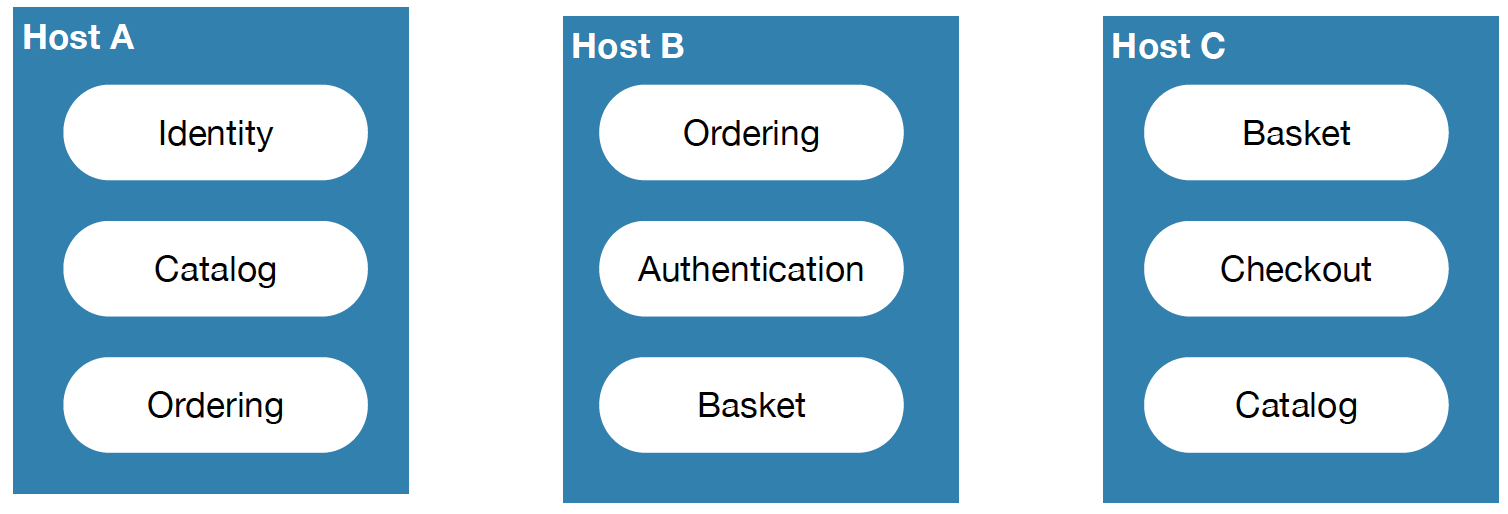 Host A
Identity
Catalog
Ordering
Host B
Ordering
Authentication
Basket
Host C
Basket
Checkout
Catalog